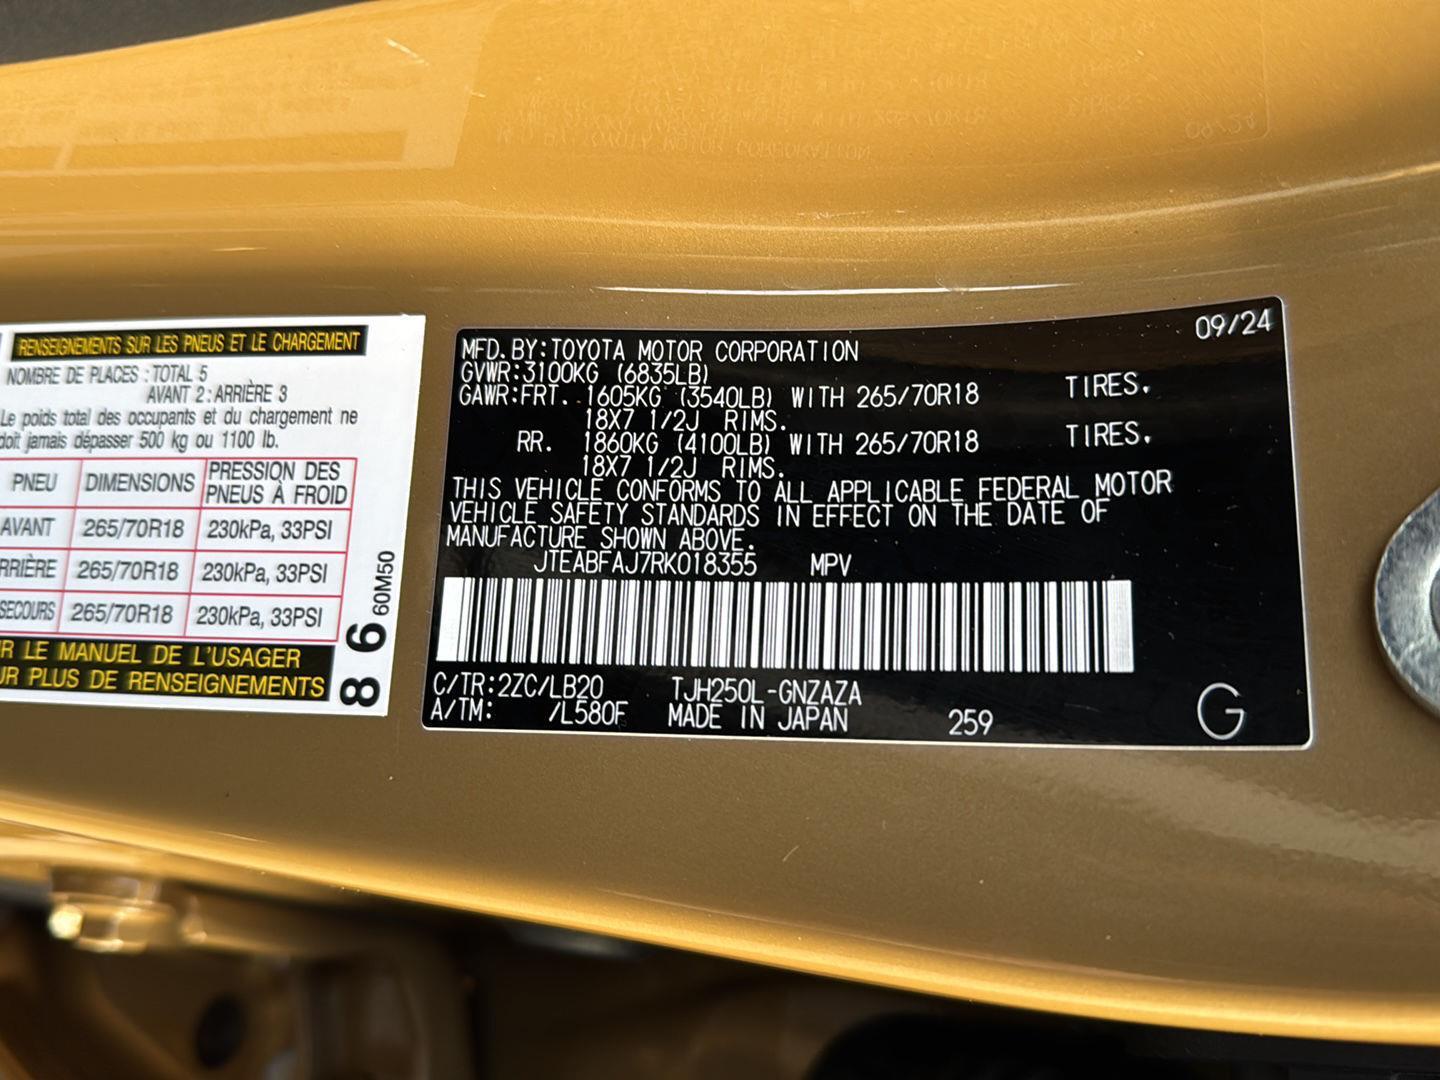 RENSEIGNEMENTS SUR LES PNEUS ET LE CHARGEMENT
NOMBRE DE PLACES : TOTAL 5
AVANT 2 : ARRIÈRE 3
Le poids total des occupants et du chargement ne
doit jamais dépasser 500 kg ou 1100 lb.
PNEU DIMENSIONS PRESSION DES PNEUS À FROID
AVANT 265/70R18 230kPa, 33PSI
RRIÈRE 265/70R18 230kPa, 33PSI
SECOURS 265/70R18 230kPa, 33PSI
R LE MANUEL DE L'USAGER
UR PLUS DE RENSEIGNEMENTS
8 6 60M50
09/24
MFD.BY:TOYOTA MOTOR CORPORATION
GVWR:3100KG (6835LB)
GAWR:FRT. 1605KG (3540LB) WITH 265/70R18 TIRES.
18X7 1/2J RIMS.
RR. 1860KG (4100LB) WITH 265/70R18 TIRES.
18X7 1/2J RIMS.
THIS VEHICLE CONFORMS TO ALL APPLICABLE FEDERAL MOTOR
VEHICLE SAFETY STANDARDS IN EFFECT ON THE DATE OF
MANUFACTURE SHOWN ABOVE.
JTEABFAJ7RK018355 MPV
C/TR:2ZC/LB20 TJH250L-GNZAZA
A/TM: /L580F MADE IN JAPAN 259 G